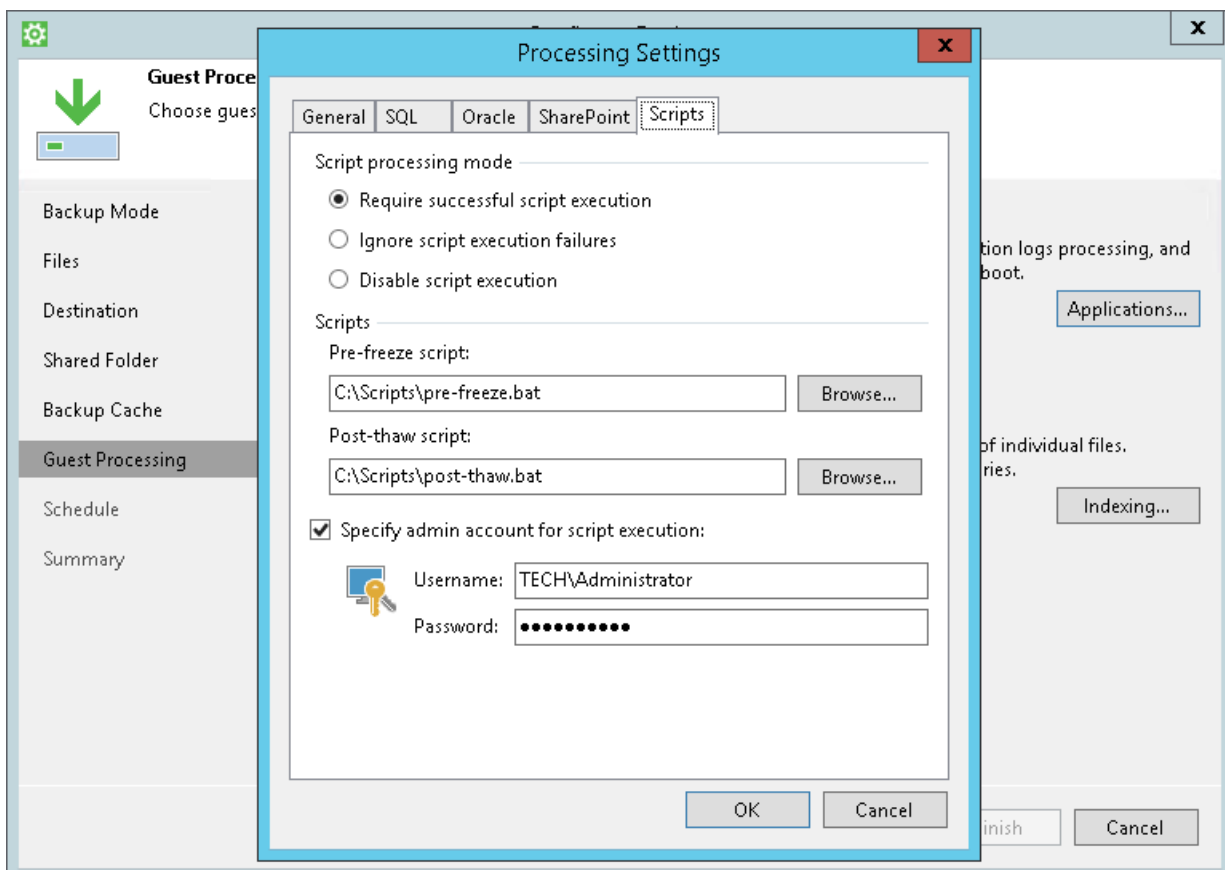 X
Processing Settings
x
Guest Proce
Choose gues
General SQL Oracle SharePoint Scripts
Script processing mode
Require successful script execution
Ignore script execution failures
Disable script execution
Scripts
Pre-freeze script:
C:\Scripts\pre-freeze.bat
Browse...
Post-thaw script:
C:\Scripts\post-thaw.bat
Browse...
Specify admin account for script execution:
Username: TECH\Administrator
Password: ●●●●●●●●●●
OK
Cancel
Backup Mode
Files
Destination
Shared Folder
Backup Cache
Guest Processing
Schedule
Summary
tion logs processing, and
boot.
Applications...
of individual files.
ries.
Indexing...
inish
Cancel